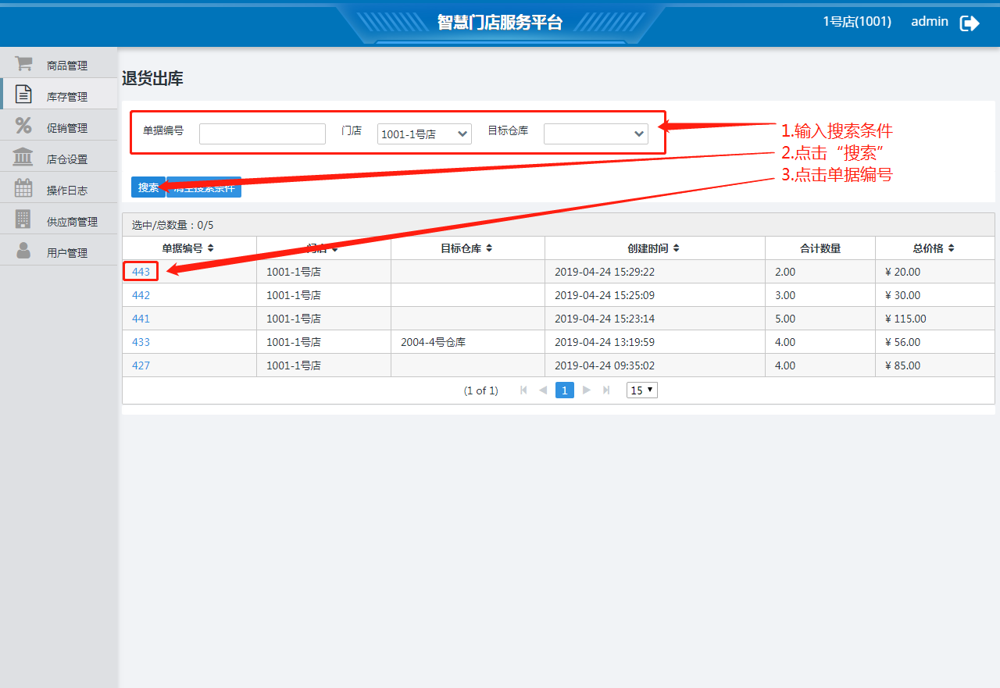 智慧门店服务平台
1号店(1001) admin
商品管理
库存管理
促销管理
店仓设置
操作日志
供应商管理
用户管理
退货出库
单据编号 门店 1001-1号店 目标仓库
1.输入搜索条件
2.点击“搜索”
3.点击单据编号
搜索 清空搜索条件
选中/总数量：0/5
单据编号 门店 目标仓库 创建时间 合计数量 总价格
443 1001-1号店 2019-04-24 15:29:22 2.00 ¥ 20.00
442 1001-1号店 2019-04-24 15:25:09 3.00 ¥ 30.00
441 1001-1号店 2019-04-24 15:23:14 5.00 ¥ 115.00
433 1001-1号店 2004-4号仓库 2019-04-24 13:19:59 4.00 ¥ 56.00
427 1001-1号店 2019-04-24 09:35:02 4.00 ¥ 85.00
(1 of 1) 1 15